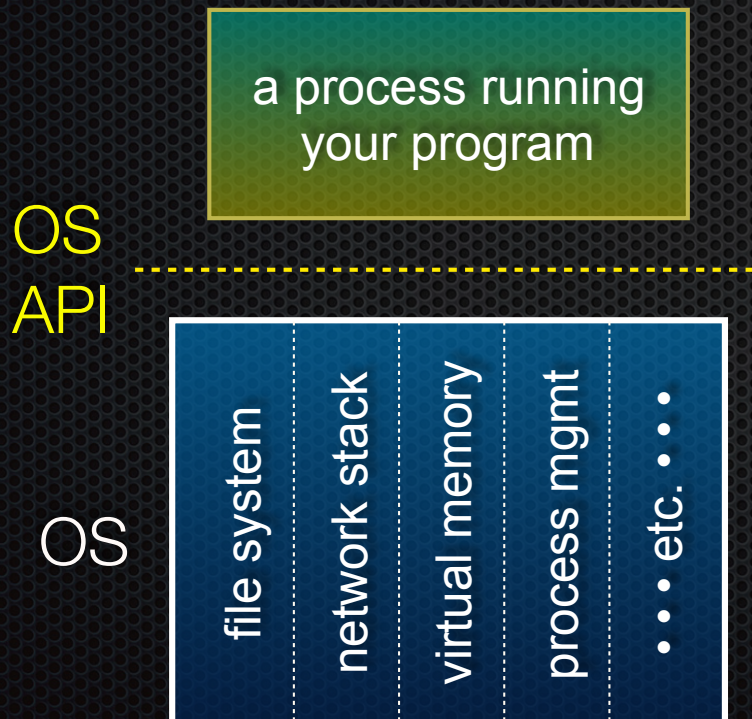 a process running
your program
OS
API
OS
file system
network stack
virtual memory
process mgmt
• • • etc. • • •